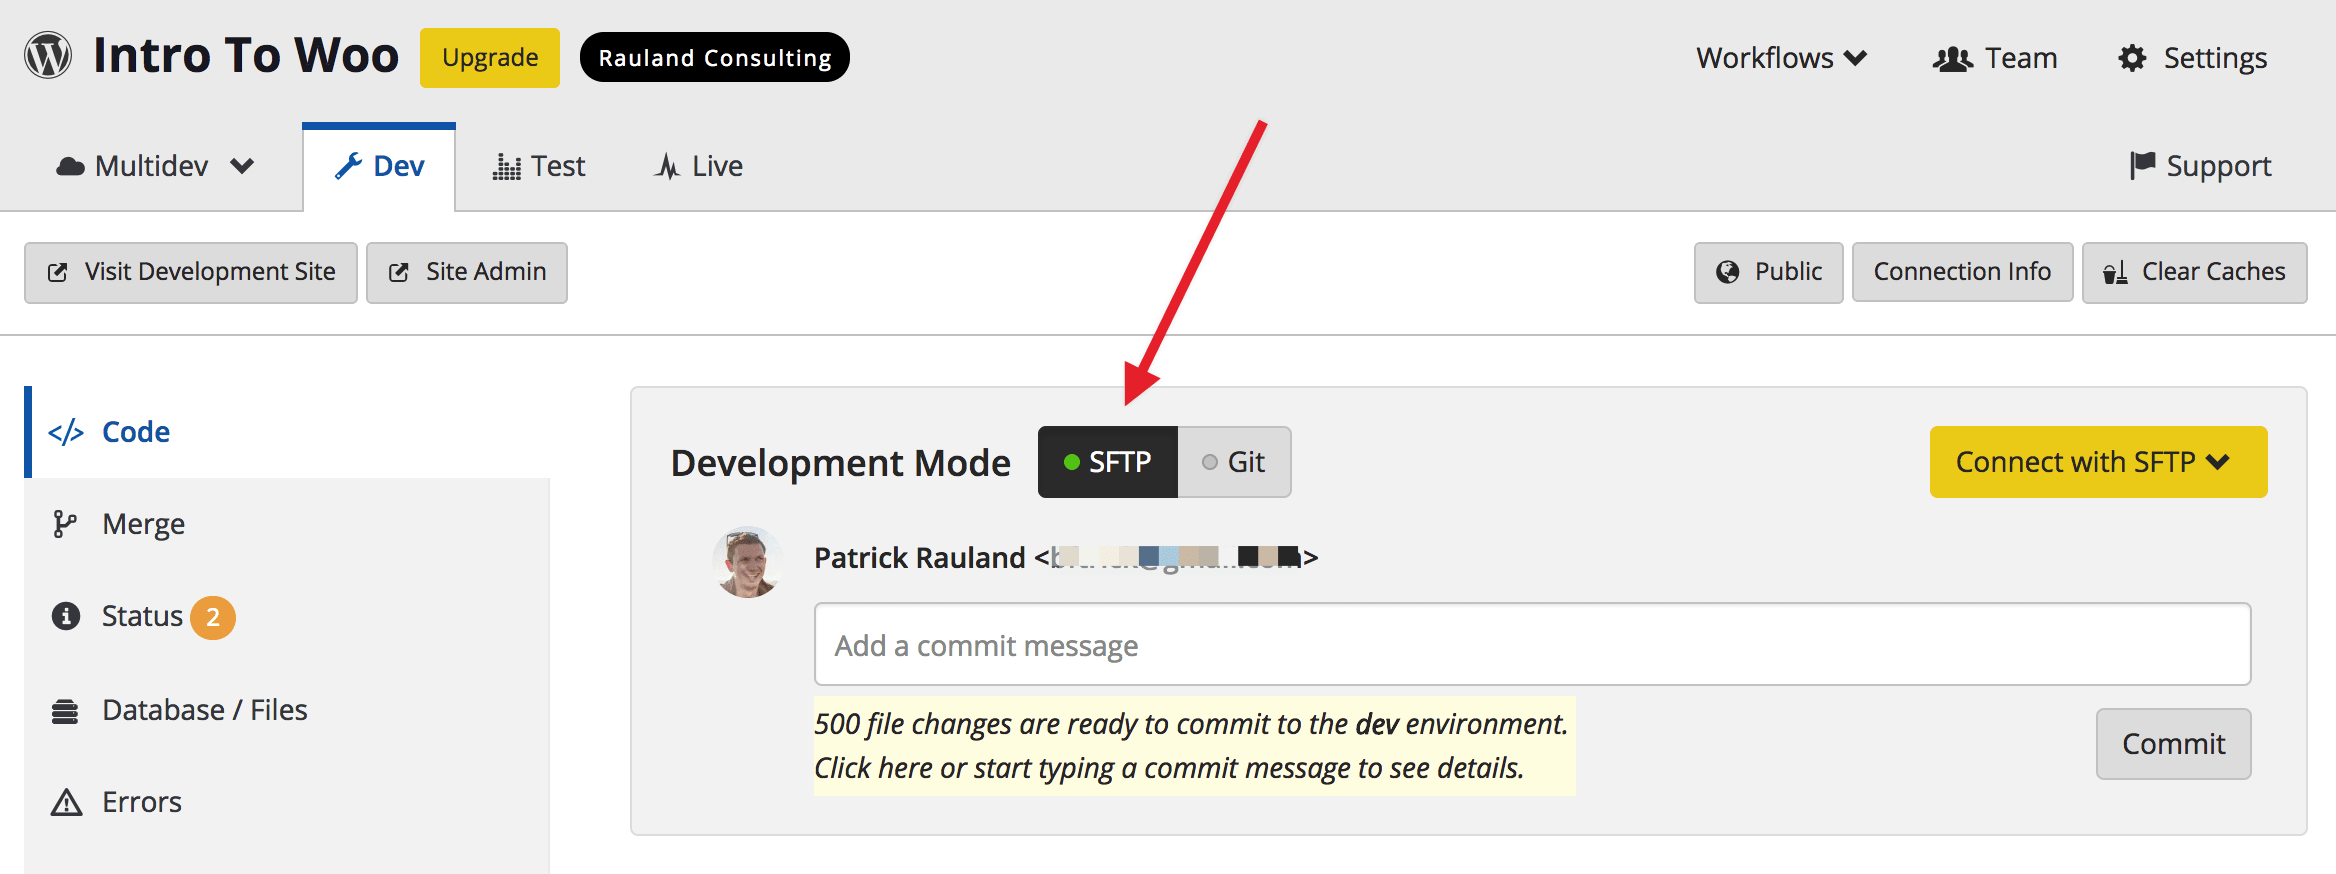 Intro To Woo Upgrade Rauland Consulting Workflows Team Settings
Multidev Dev Test Live Support
Visit Development Site Site Admin Public Connection Info Clear Caches
</> Code
Merge
Status 2
Database / Files
Errors
Development Mode SFTP Git Connect with SFTP
Patrick Rauland < >
Add a commit message
500 file changes are ready to commit to the dev environment.
Click here or start typing a commit message to see details.
Commit